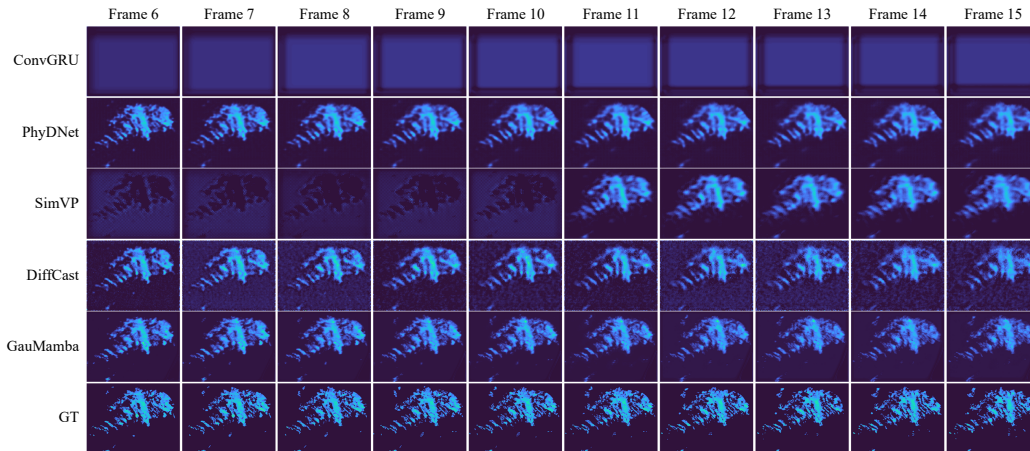 Frame 6 Frame 7 Frame 8 Frame 9 Frame 10 Frame 11 Frame 12 Frame 13 Frame 14 Frame 15
ConvGRU
PhyDNet
SimVP
DiffCast
GauMamba
GT